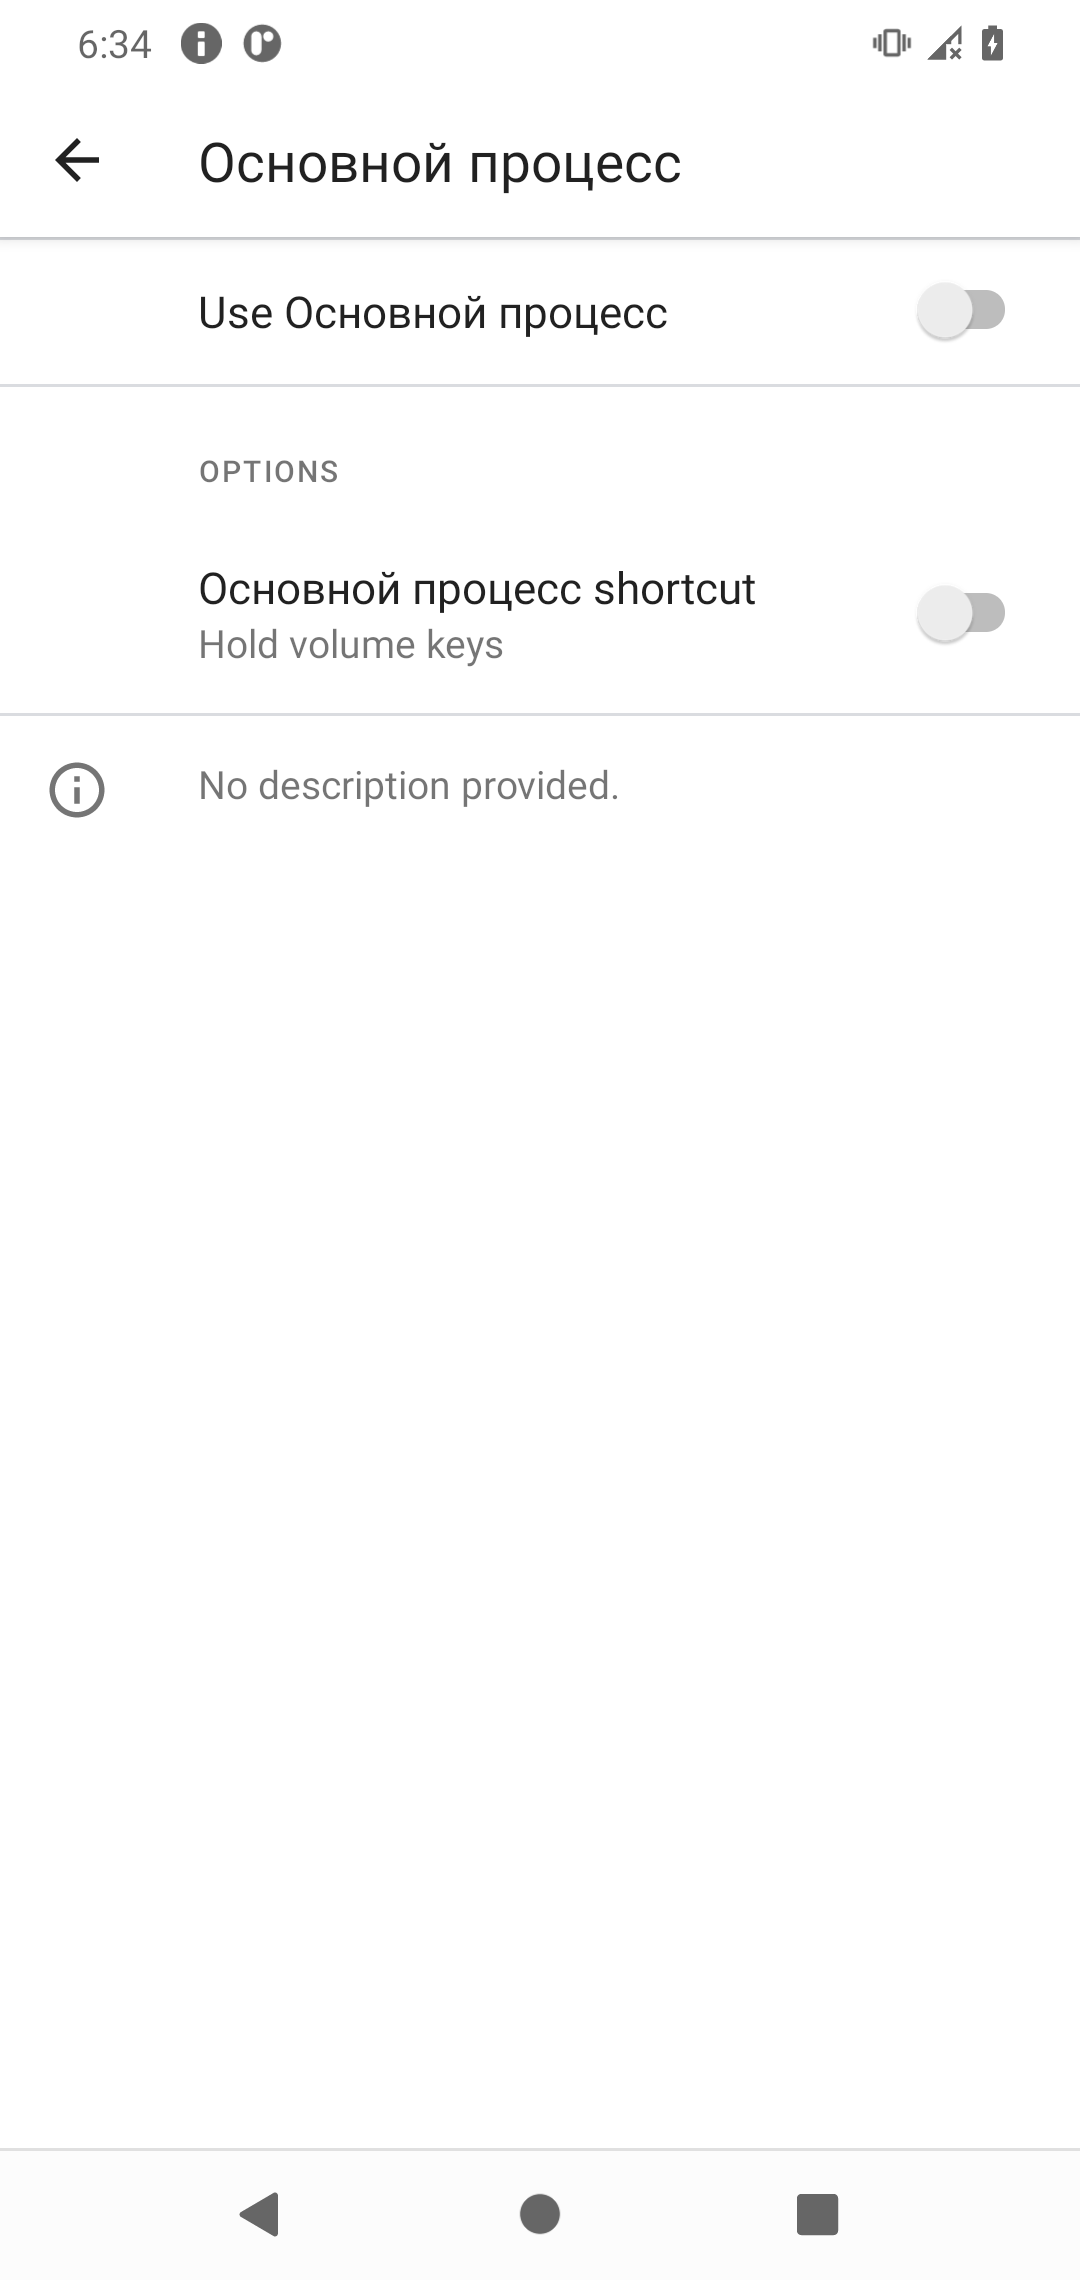 6:34
Основной процесс
Use Основной процесс
OPTIONS
Основной процесс shortcut
Hold volume keys
No description provided.